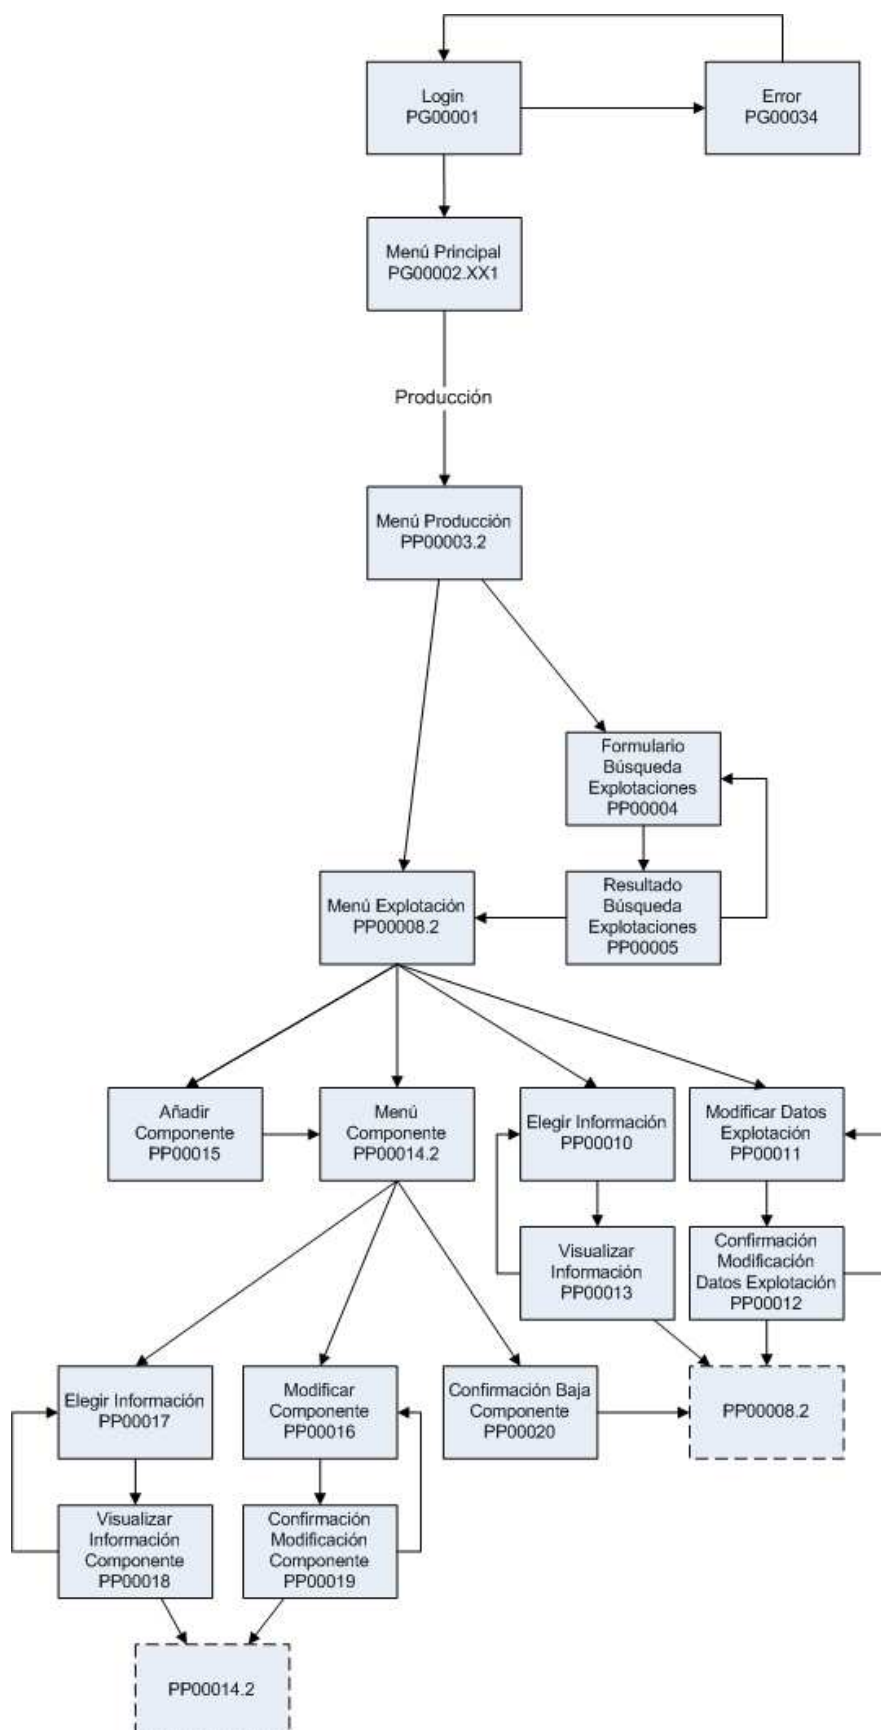 Login
PG00001
Error
PG00034
Menú Principal
PG00002.XX1
Producción
Menú Producción
PP00003.2
Formulario
Búsqueda
Explotaciones
PP00004
Menú Explotación
PP00008.2
Resultado
Búsqueda
Explotaciones
PP00005
Añadir
Componente
PP00015
Menú
Componente
PP00014.2
Elegir Información
PP00010
Modificar Datos
Explotación
PP00011
Visualizar
Información
PP00013
Confirmación
Modificación
Datos Explotación
PP00012
Elegir Información
PP00017
Modificar
Componente
PP00016
Confirmación Baja
Componente
PP00020
PP00008.2
Visualizar
Información
Componente
PP00018
Confirmación
Modificación
Componente
PP00019
PP00014.2